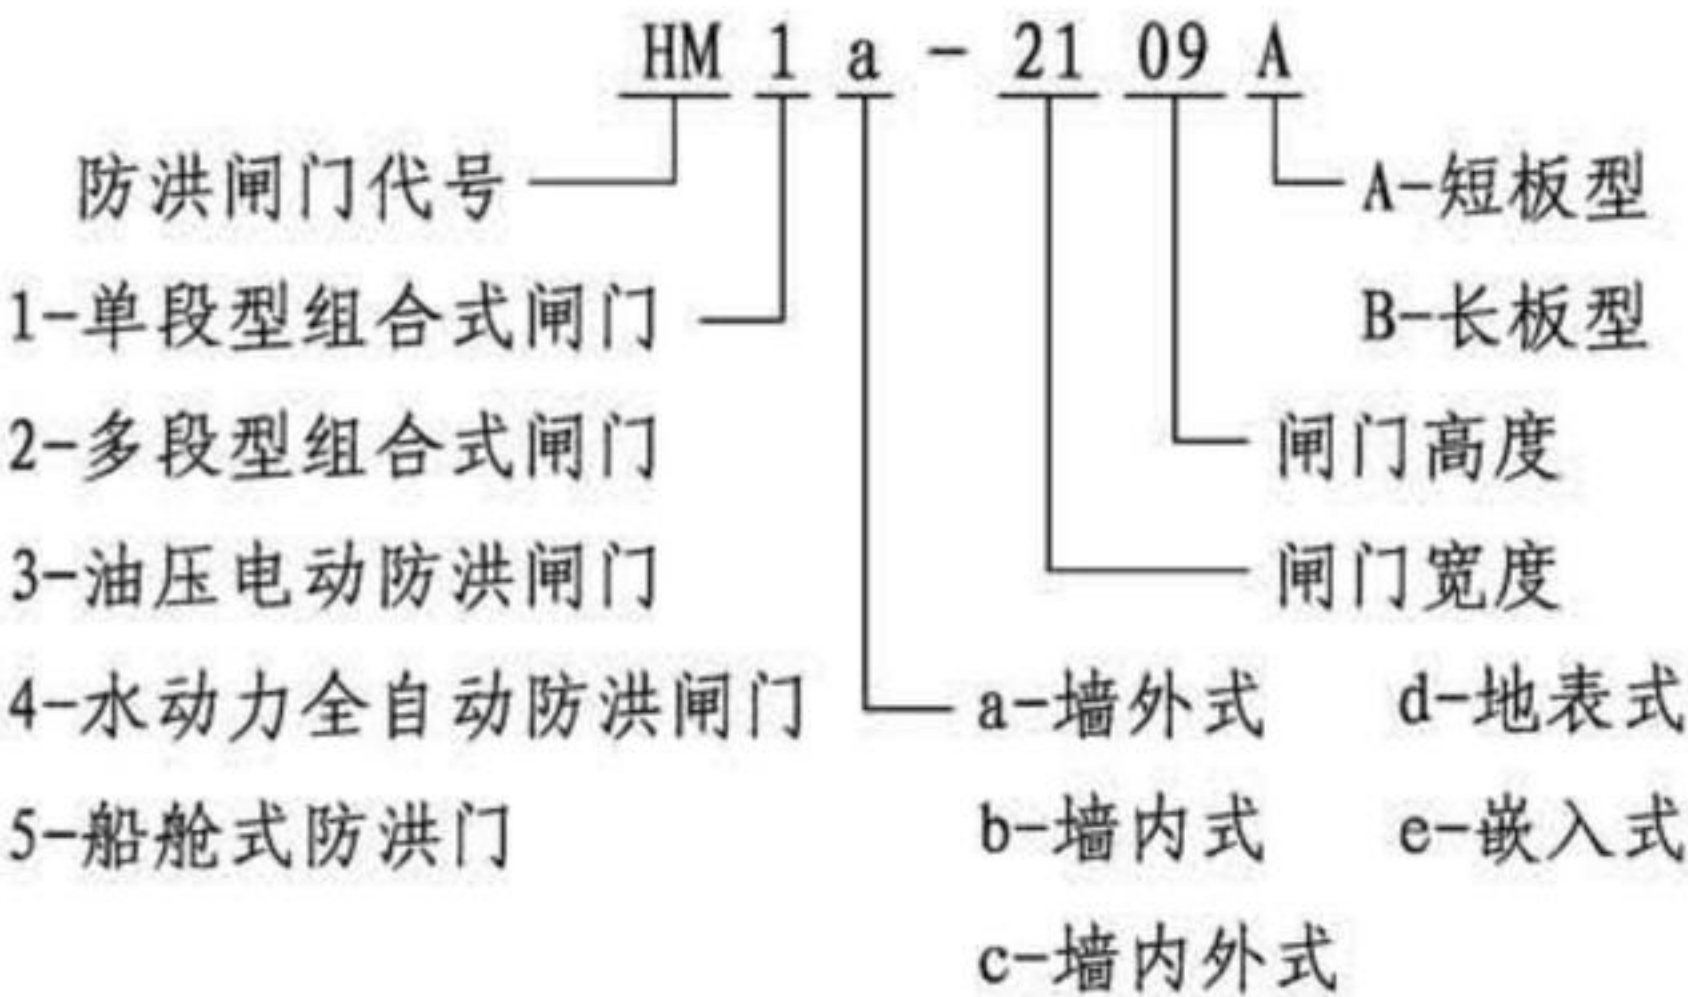 HM 1 a - 21 09 A
防洪闸门代号 A-短板型
1-单段型组合式闸门 B-长板型
2-多段型组合式闸门 闸门高度
3-油压电动防洪闸门 闸门宽度
4-水动力全自动防洪闸门 a-墙外式 d-地表式
5-船舱式防洪门 b-墙内式 e-嵌入式
c-墙内外式